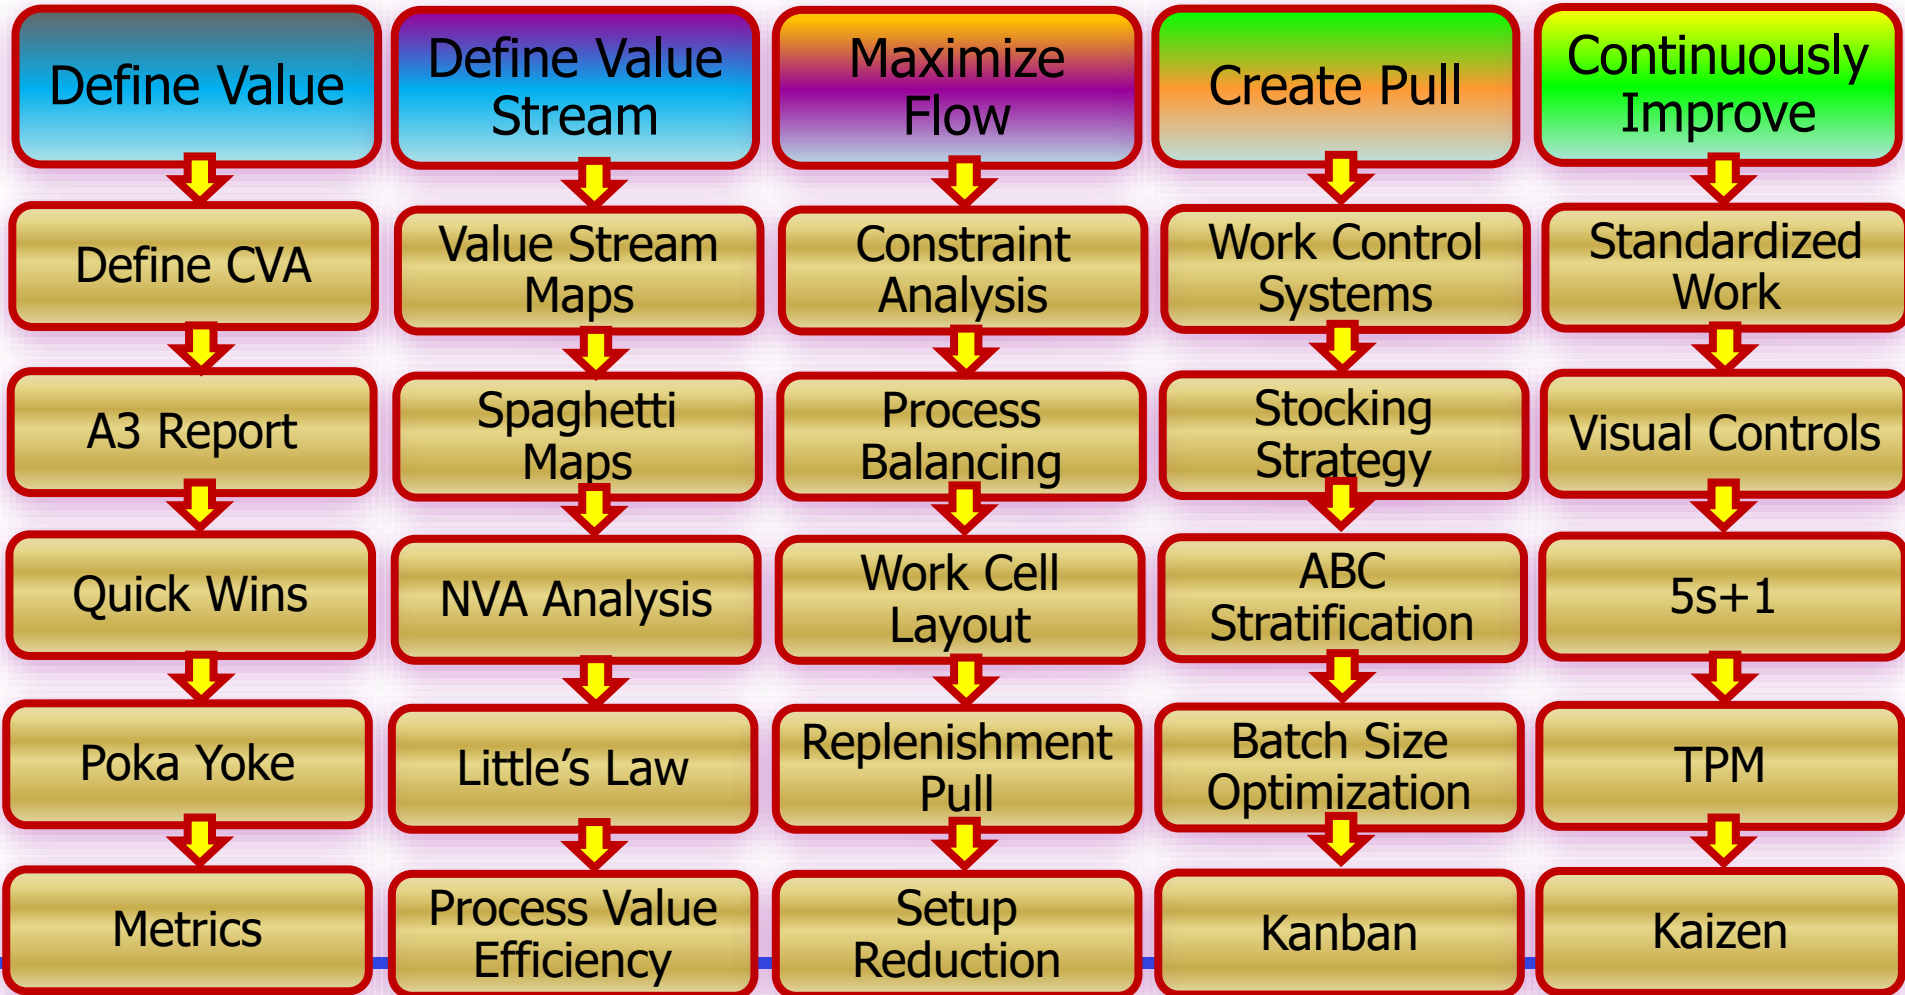 Define Value
Define Value
Stream
Maximize
Flow
Create Pull
Continuously
Improve
Define CVA
Value Stream
Maps
Constraint
Analysis
Work Control
Systems
Standardized
Work
A3 Report
Spaghetti
Maps
Process
Balancing
Stocking
Strategy
Visual Controls
Quick Wins
NVA Analysis
Work Cell
Layout
ABC
Stratification
5s+1
Poka Yoke
Little’s Law
Replenishment
Pull
Batch Size
Optimization
TPM
Metrics
Process Value
Efficiency
Setup
Reduction
Kanban
Kaizen